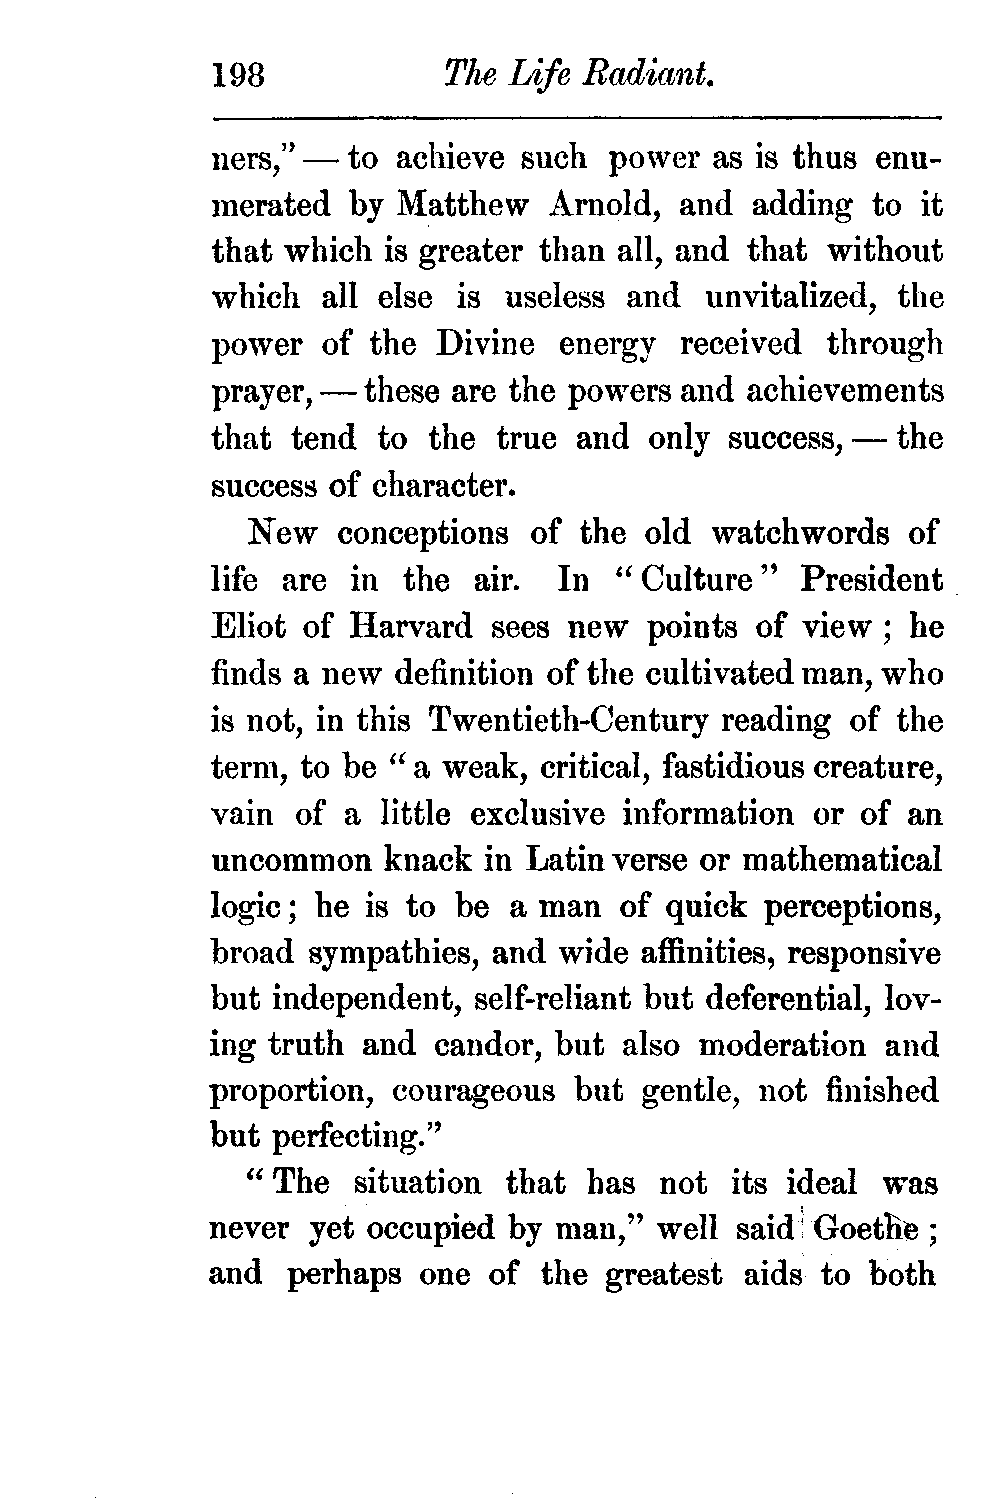 198 The Life Radiant.
ners," — to achieve such power as is thus enu-
merated by Matthew Arnold, and adding to it
that which is greater than all, and that without
which all else is useless and unvitalized, the
power of the Divine energy received through
prayer, — these are the powers and achievements
that tend to the true and only success, — the
success of character.
New conceptions of the old watchwords of
life are in the air. In "Culture" President
Eliot of Harvard sees new points of view; he
finds a new definition of the cultivated man, who
is not, in this Twentieth-Century reading of the
term, to be "a weak, critical, fastidious creature,
vain of a little exclusive information or of an
uncommon knack in Latin verse or mathematical
logic; he is to be a man of quick perceptions,
broad sympathies, and wide affinities, responsive
but independent, self-reliant but deferential, lov-
ing truth and candor, but also moderation and
proportion, courageous but gentle, not finished
but perfecting."
"The situation that has not its ideal was
never yet occupied by man," well said Goethe;
and perhaps one of the greatest aids to both